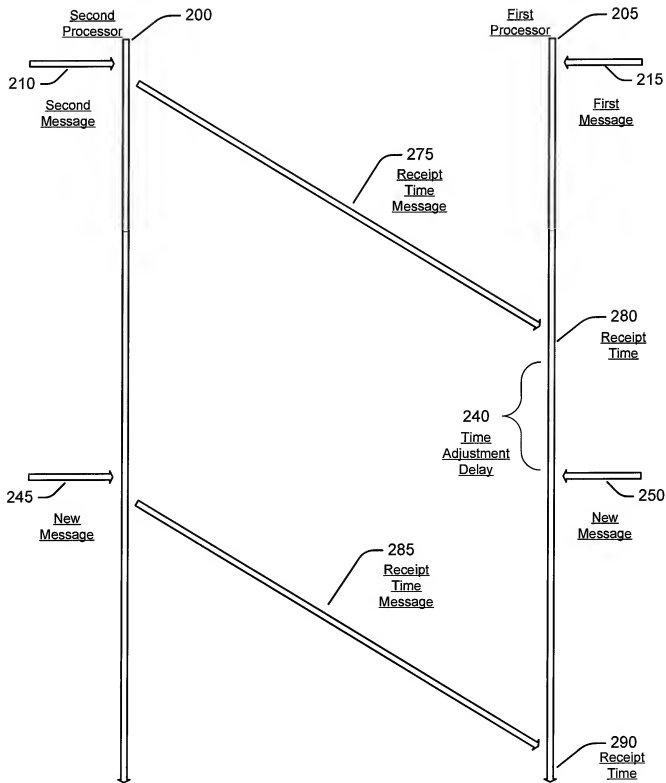 Second
Processor
200
First
Processor
205
210
Second
Message
215
First
Message
275
Receipt
Time
Message
280
Receipt
Time
240
Time
Adjustment
Delay
245
New
Message
250
New
Message
285
Receipt
Time
Message
290
Receipt
Time